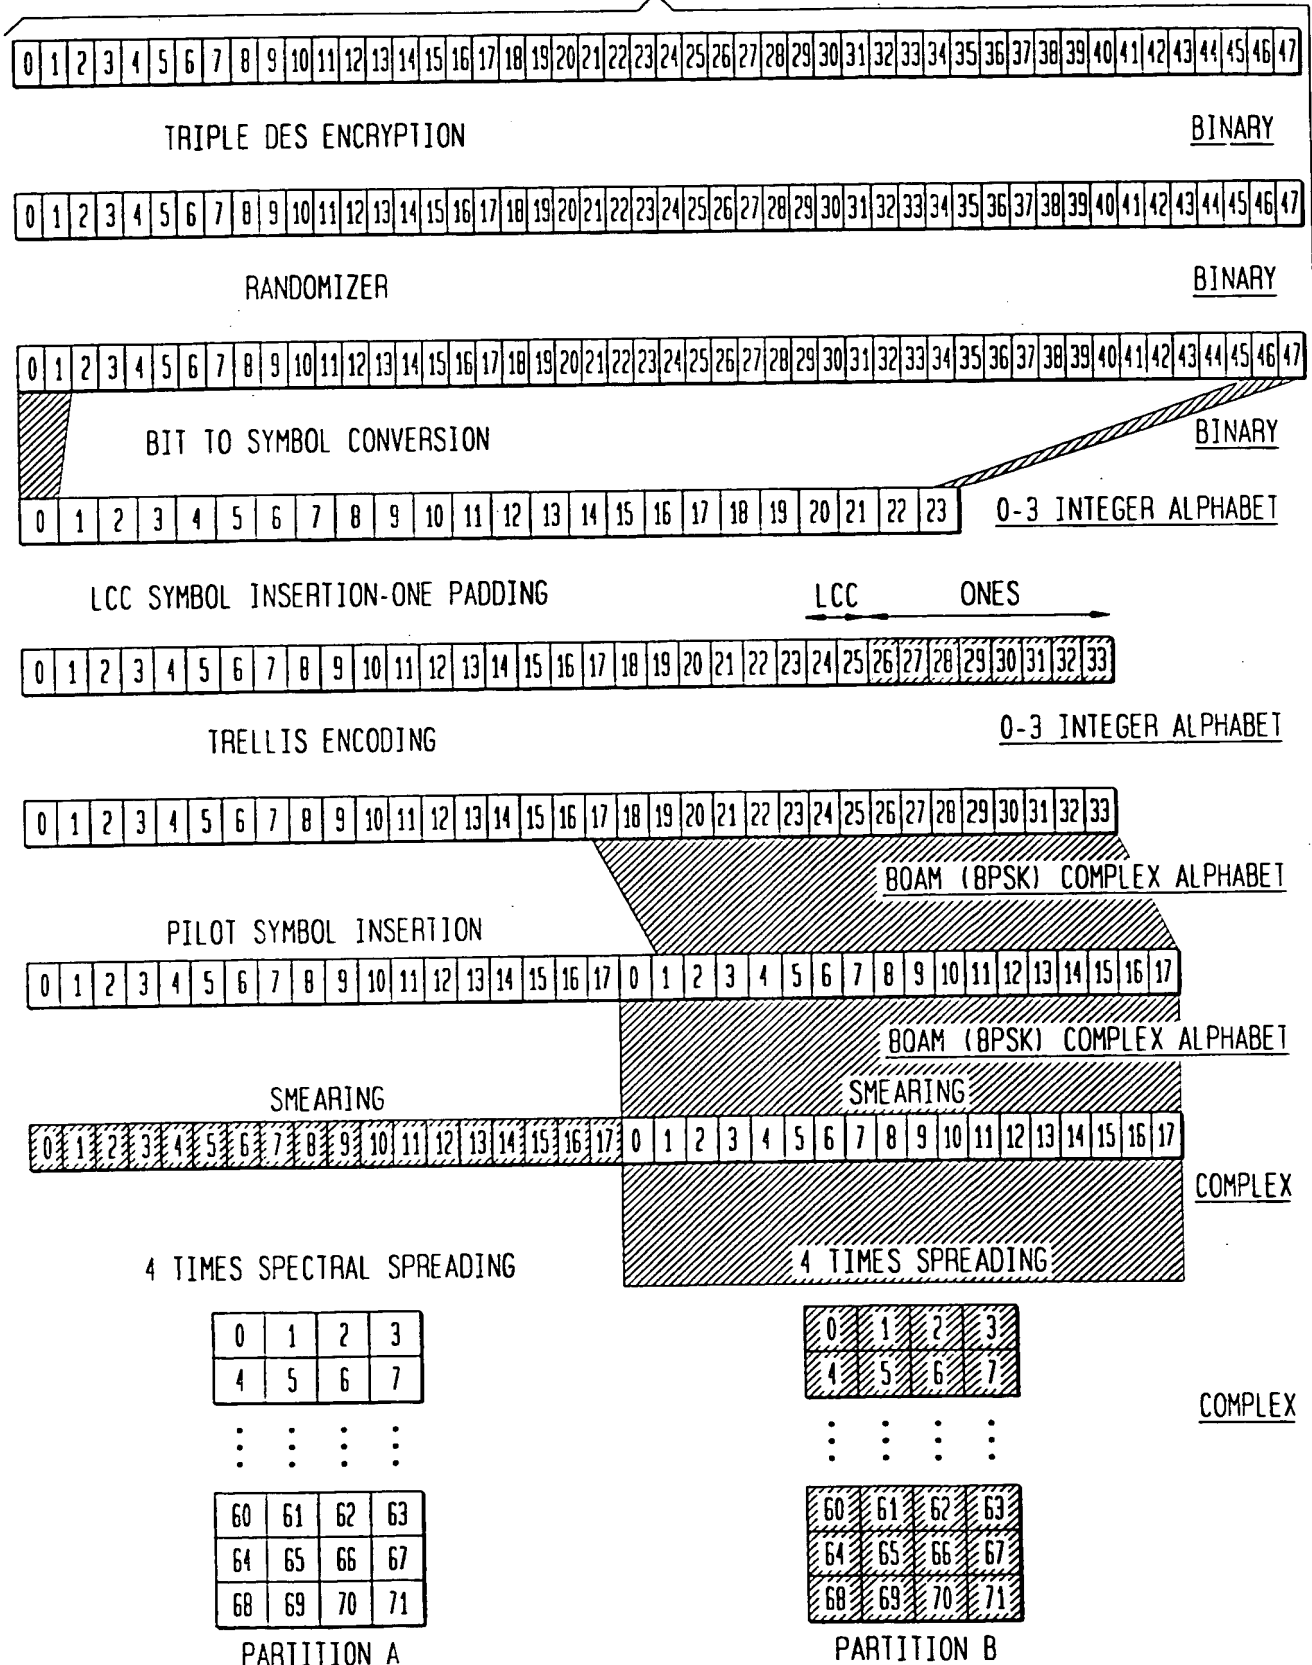 0 1 2 3 4 5 6 7 8 9 10 11 12 13 14 15 16 17 18 19 20 21 22 23 24 25 26 27 28 29 30 31 32 33 34 35 36 37 38 39 40 41 42 43 44 45 46 47
TRIPLE DES ENCRYPTION BINARY
0 1 2 3 4 5 6 7 8 9 10 11 12 13 14 15 16 17 18 19 20 21 22 23 24 25 26 27 28 29 30 31 32 33 34 35 36 37 38 39 40 41 42 43 44 45 46 47
RANDOMIZER BINARY
0 1 2 3 4 5 6 7 8 9 10 11 12 13 14 15 16 17 18 19 20 21 22 23 24 25 26 27 28 29 30 31 32 33 34 35 36 37 38 39 40 41 42 43 44 45 46 47
BIT TO SYMBOL CONVERSION BINARY
0 1 2 3 4 5 6 7 8 9 10 11 12 13 14 15 16 17 18 19 20 21 22 23 0-3 INTEGER ALPHABET
LCC SYMBOL INSERTION-ONE PADDING LCC ONES
0 1 2 3 4 5 6 7 8 9 10 11 12 13 14 15 16 17 18 19 20 21 22 23 24 25 26 27 28 29 30 31 32 33
TRELLIS ENCODING 0-3 INTEGER ALPHABET
0 1 2 3 4 5 6 7 8 9 10 11 12 13 14 15 16 17 18 19 20 21 22 23 24 25 26 27 28 29 30 31 32 33
8QAM (8PSK) COMPLEX ALPHABET
PILOT SYMBOL INSERTION
0 1 2 3 4 5 6 7 8 9 10 11 12 13 14 15 16 17 0 1 2 3 4 5 6 7 8 9 10 11 12 13 14 15 16 17
8QAM (8PSK) COMPLEX ALPHABET
SMEARING SMEARING
0 1 2 3 4 5 6 7 8 9 10 11 12 13 14 15 16 17 0 1 2 3 4 5 6 7 8 9 10 11 12 13 14 15 16 17
COMPLEX
4 TIMES SPECTRAL SPREADING 4 TIMES SPREADING
0 1 2 3 0 1 2 3
4 5 6 7 4 5 6 7
COMPLEX
60 61 62 63 60 61 62 63
64 65 66 67 64 65 66 67
68 69 70 71 68 69 70 71
PARTITION A PARTITION B